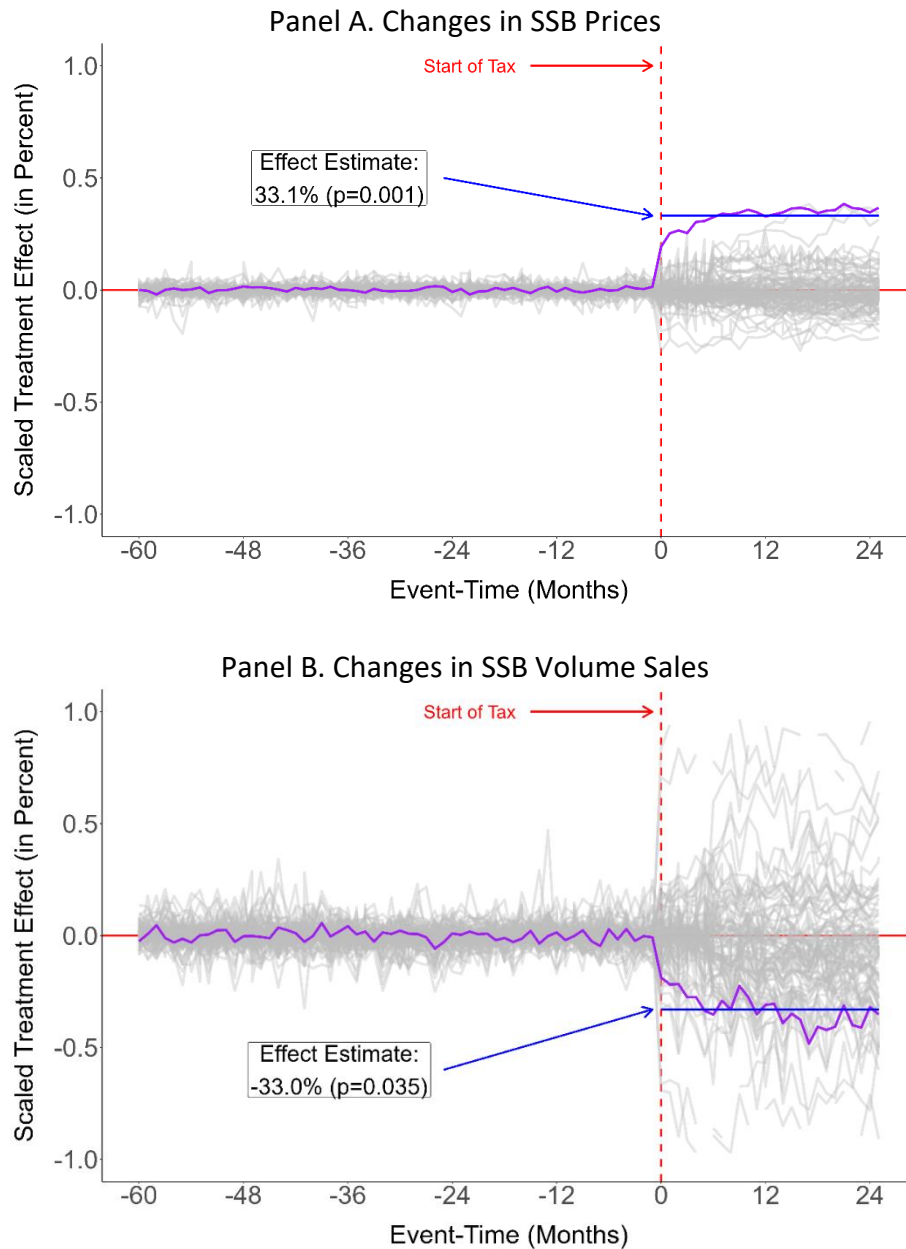 Panel A. Changes in SSB Prices
Scaled Treatment Effect (in Percent)
1.0
0.5
0.0
-0.5
-1.0
Start of Tax
Effect Estimate:
33.1% (p=0.001)
-60 -48 -36 -24 -12 0 12 24
Event-Time (Months)
Panel B. Changes in SSB Volume Sales
Scaled Treatment Effect (in Percent)
1.0
0.5
0.0
-0.5
-1.0
Start of Tax
Effect Estimate:
-33.0% (p=0.035)
-60 -48 -36 -24 -12 0 12 24
Event-Time (Months)